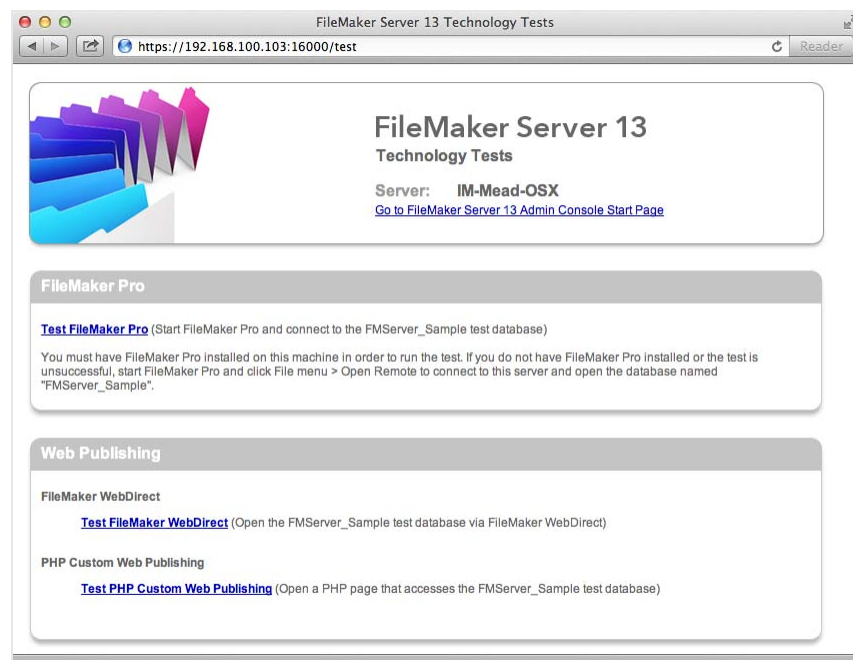 FileMaker Server 13 Technology Tests
https://192.168.100.103:16000/test
Reader
FileMaker Server 13
Technology Tests
Server: IM-Mead-OSX
Go to FileMaker Server 13 Admin Console Start Page
FileMaker Pro
Test FileMaker Pro (Start FileMaker Pro and connect to the FMServer_Sample test database)
You must have FileMaker Pro installed on this machine in order to run the test. If you do not have FileMaker Pro installed or the test is
unsuccessful, start FileMaker Pro and click File menu > Open Remote to connect to this server and open the database named
"FMServer_Sample".
Web Publishing
FileMaker WebDirect
Test FileMaker WebDirect (Open the FMServer_Sample test database via FileMaker WebDirect)
PHP Custom Web Publishing
Test PHP Custom Web Publishing (Open a PHP page that accesses the FMServer_Sample test database)